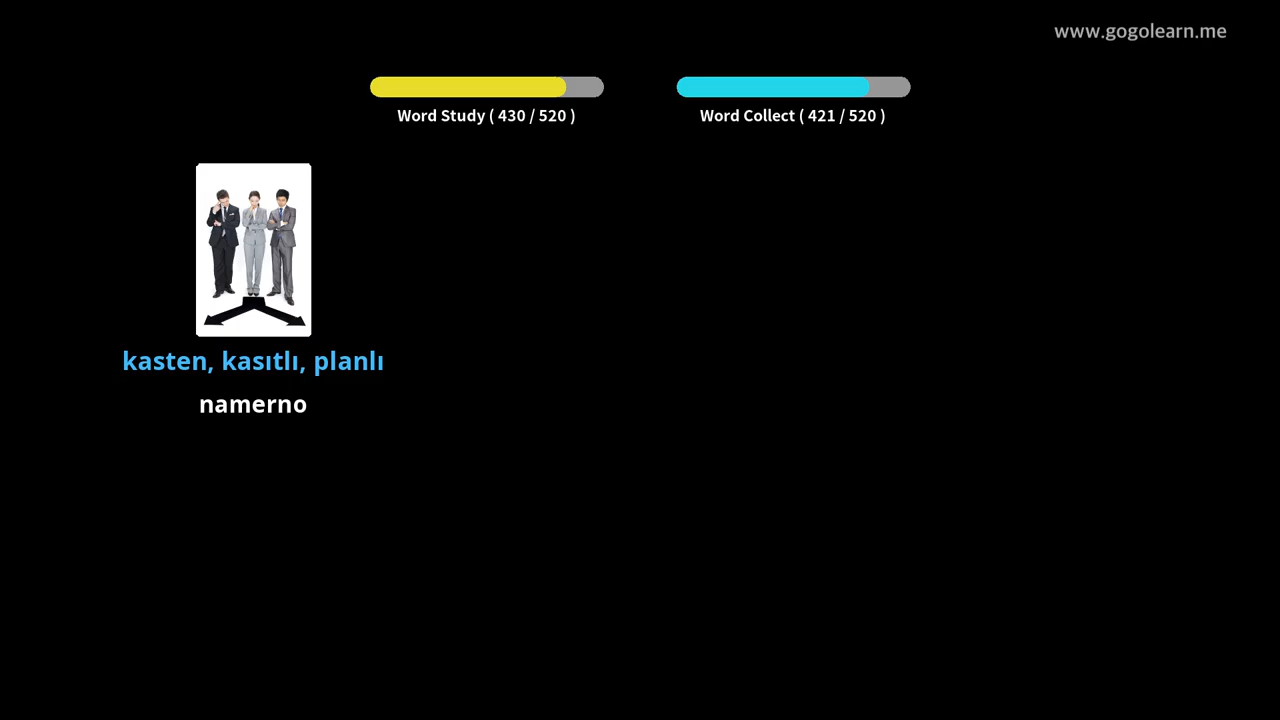 www.gogolearn.me
Word Study ( 430 / 520 )
Word Collect ( 421 / 520 )
kasten, kasıtlı, planlı
namerno